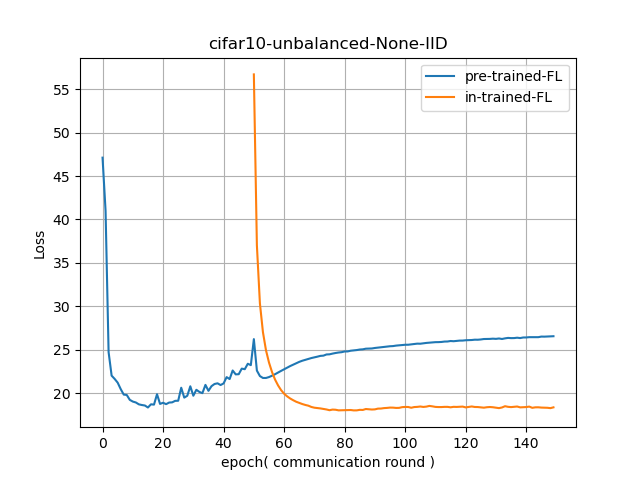 cifar10-unbalanced-None-IID
pre-trained-FL
in-trained-FL
55
50
45
40
35
30
25
20
Loss
0 20 40 60 80 100 120 140
epoch( communication round )